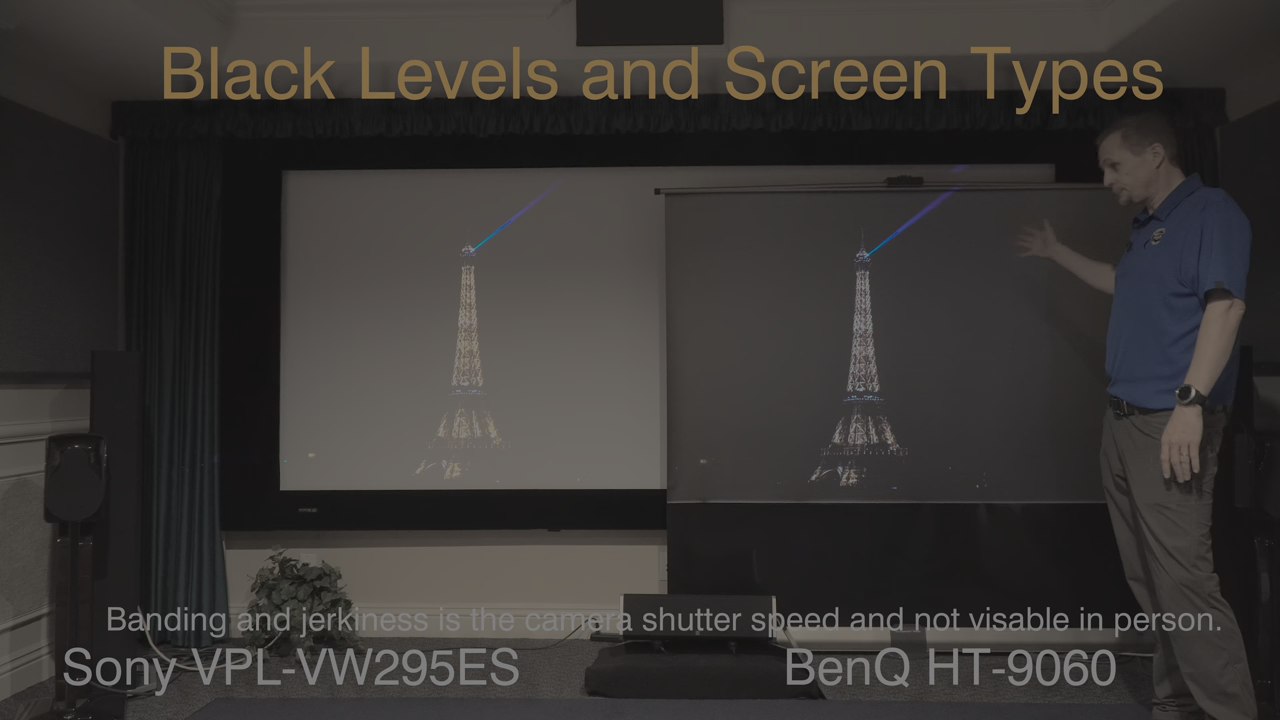 Black Levels and Screen Types
Banding and jerkiness is the camera shutter speed and not visable in person.
Sony VPL-VW295ES
BenQ HT-9060